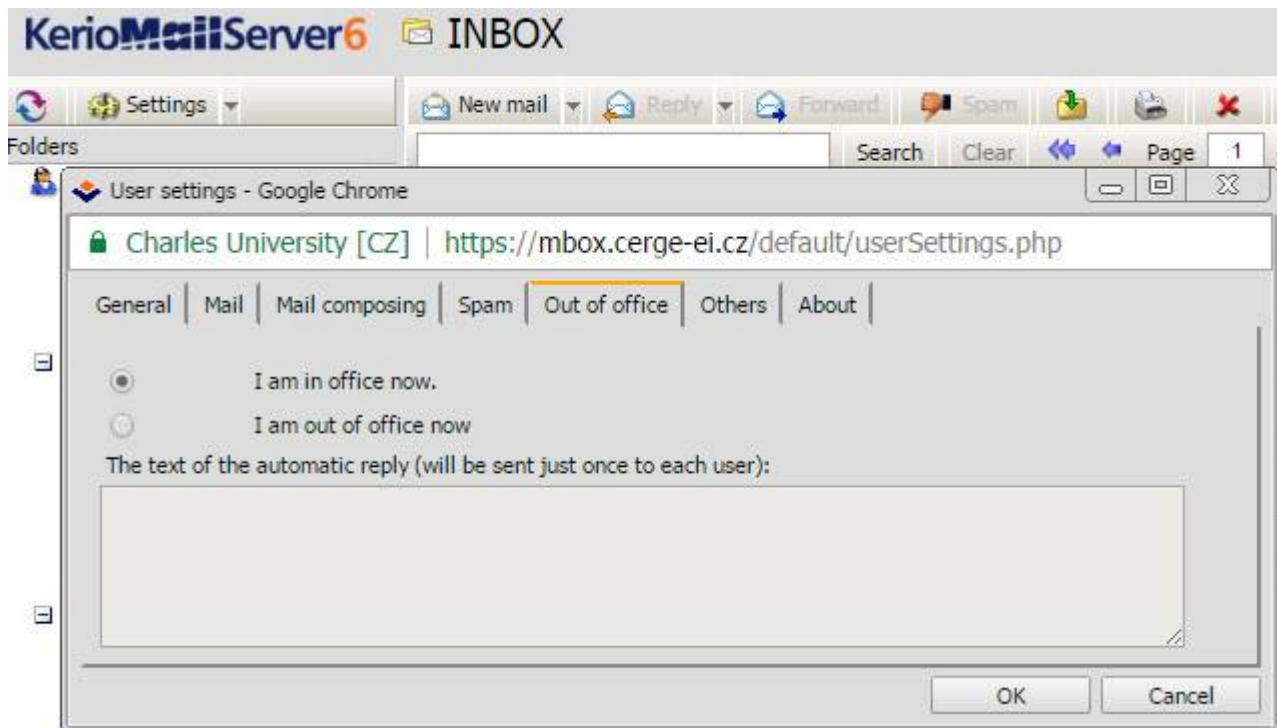 KerioMailServer6 INBOX
Settings New mail Reply Forward Spam
Folders Search Clear Page 1
User settings - Google Chrome
Charles University [CZ] | https://mbox.cerge-ei.cz/default/userSettings.php
General Mail Mail composing Spam Out of office Others About
I am in office now.
I am out of office now
The text of the automatic reply (will be sent just once to each user):
OK Cancel